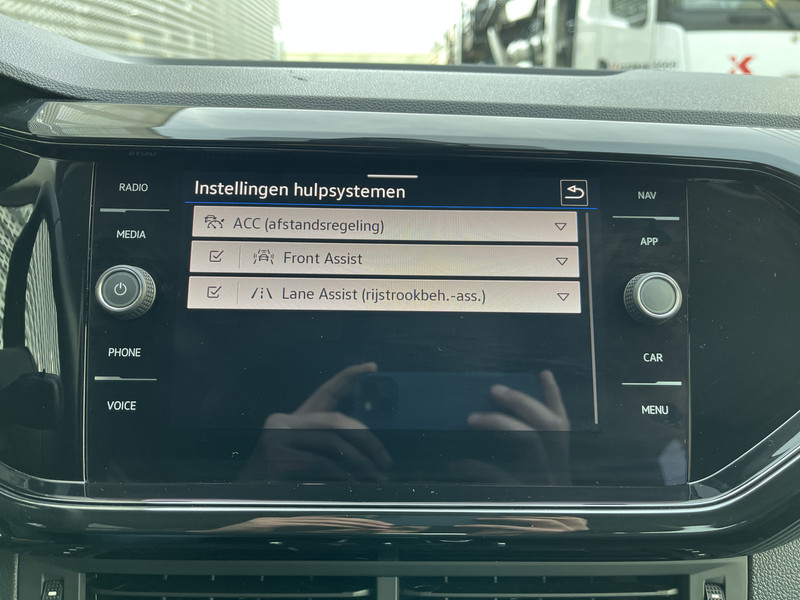 Instellingen hulpsystemen
ACC (afstandsregeling)
Front Assist
Lane Assist (rijstrookbeh.-ass.)
RADIO
MEDIA
PHONE
VOICE
NAV
APP
CAR
MENU